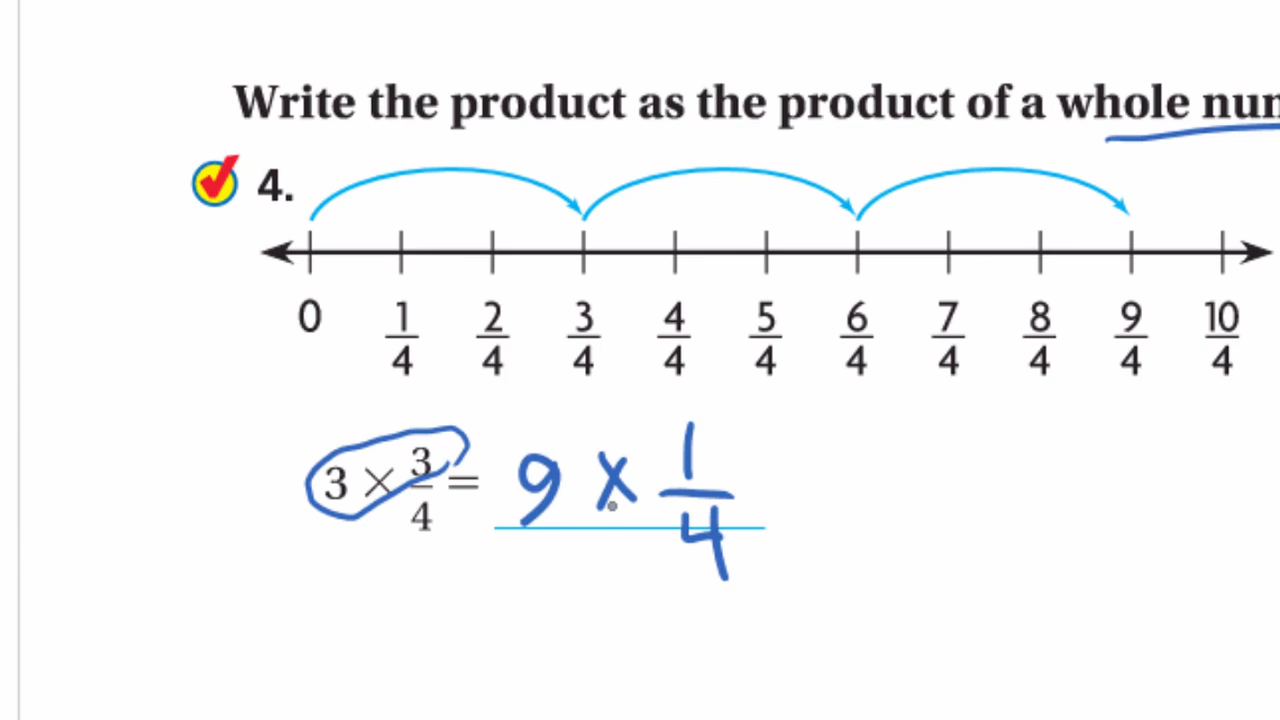 Write the product as the product of a whole
4.
0 1/4 2/4 3/4 4/4 5/4 6/4 7/4 8/4 9/4 10/4
3 × 3/4 = 9 x 1/4